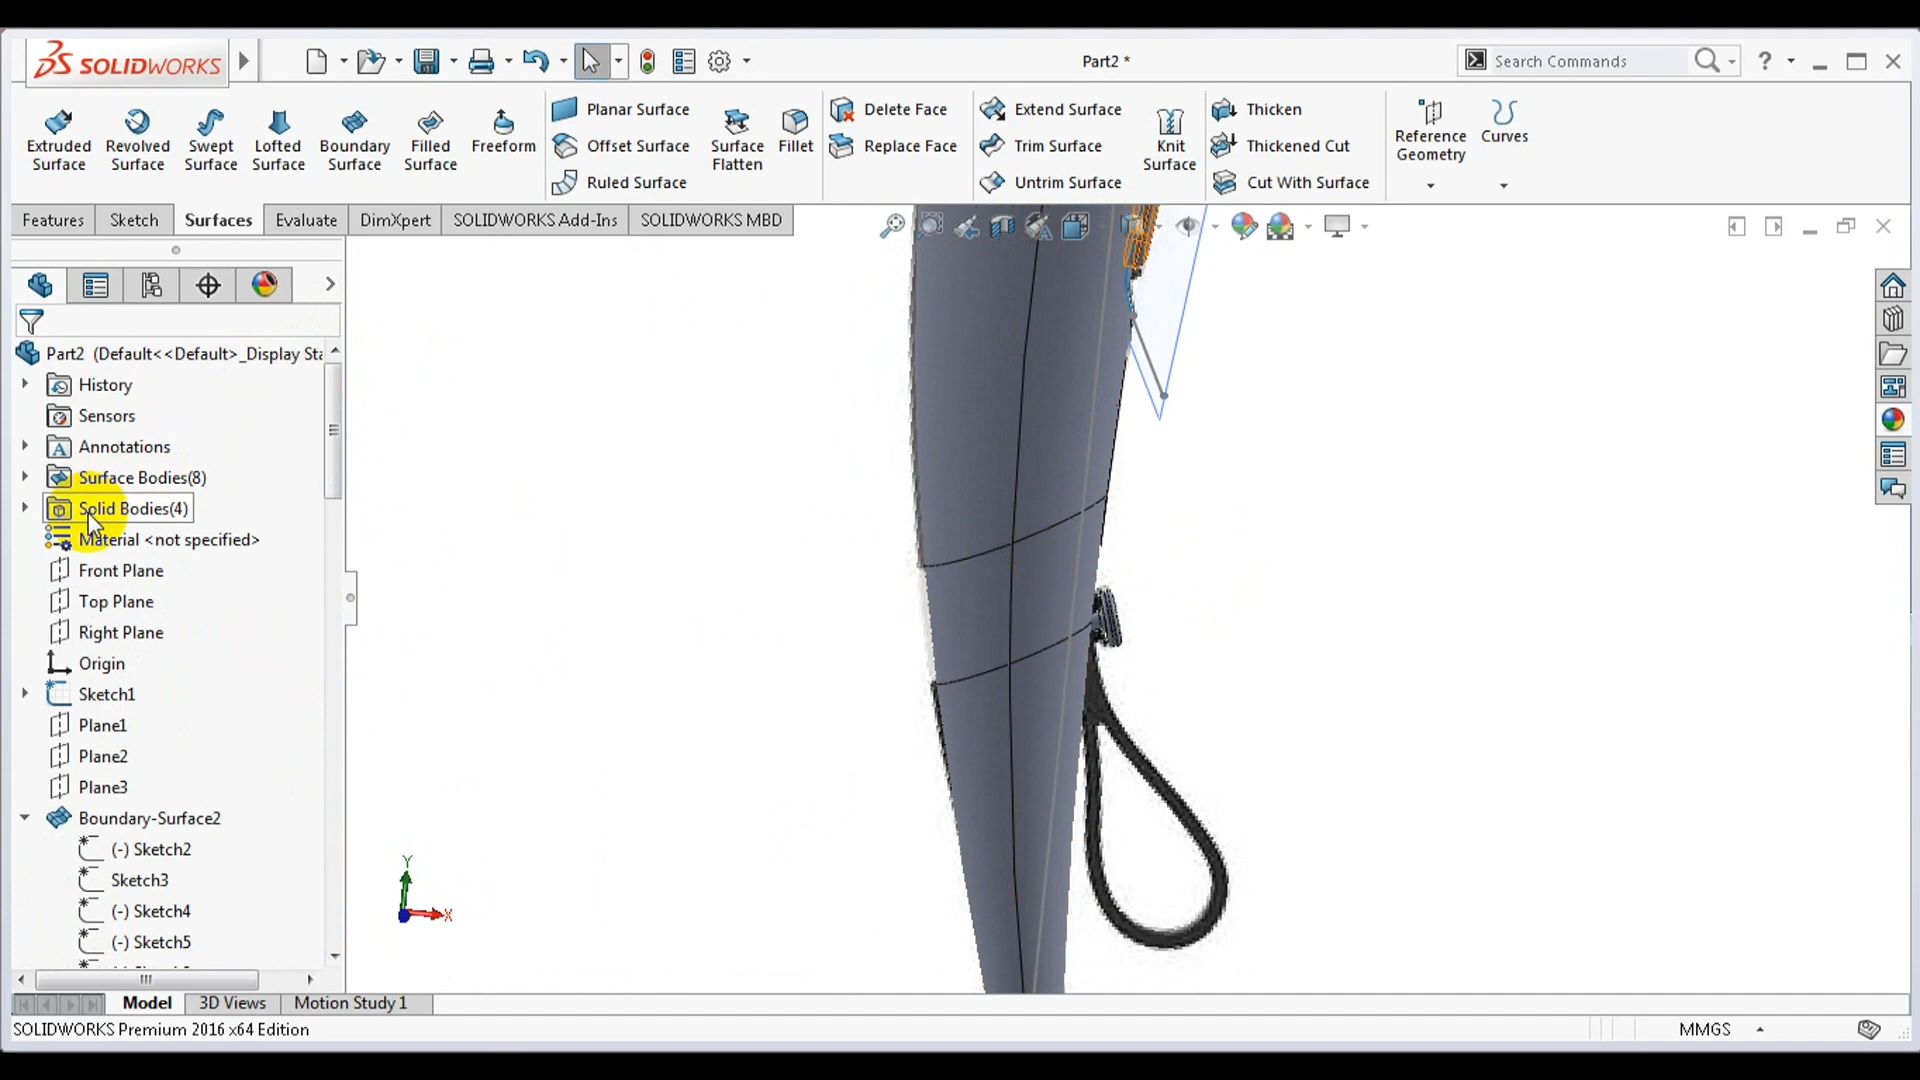 SOLIDWORKS
Part2 *
Search Commands
?
Extruded Surface
Revolved Surface
Swept Surface
Lofted Surface
Boundary Surface
Filled Surface
Freeform
Planar Surface
Offset Surface
Ruled Surface
Surface Flatten
Fillet
Delete Face
Replace Face
Extend Surface
Trim Surface
Untrim Surface
Knit Surface
Thicken
Thickened Cut
Cut With Surface
Reference Geometry
Curves
Features
Sketch
Surfaces
Evaluate
DimXpert
SOLIDWORKS Add-Ins
SOLIDWORKS MBD
Part2 (Default<<Default>_Display Sta
History
Sensors
Annotations
Surface Bodies(8)
Solid Bodies(4)
Material <not specified>
Front Plane
Top Plane
Right Plane
Origin
Sketch1
Plane1
Plane2
Plane3
Boundary-Surface2
(-) Sketch2
Sketch3
(-) Sketch4
(-) Sketch5
Y
X
Model
3D Views
Motion Study 1
SOLIDWORKS Premium 2016 x64 Edition
MMGS